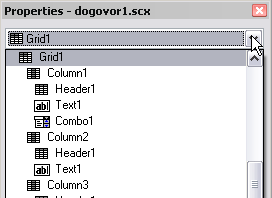 Properties - dogovor1.scx
Grid1
Grid1
Column1
Header1
Text1
Combo1
Column2
Header1
Text1
Column3